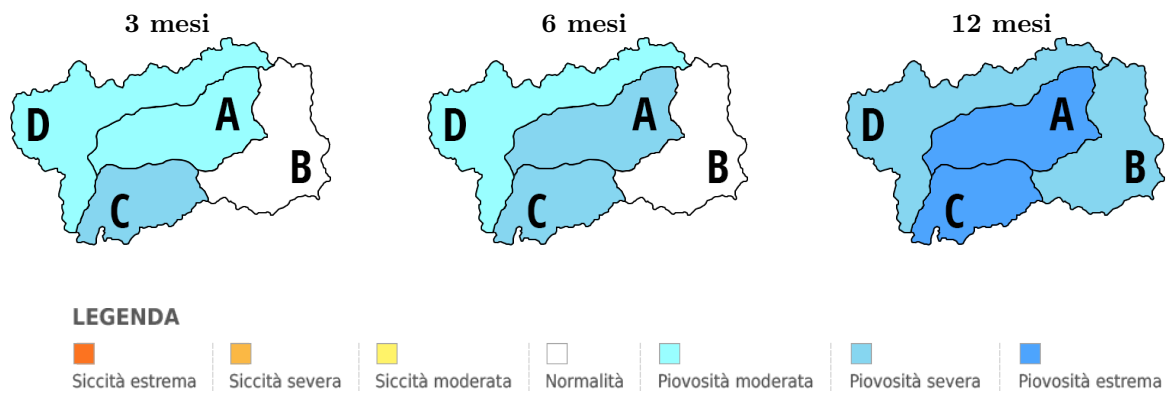 3 mesi 6 mesi 12 mesi
A A A
D D D
B B B
C C C
LEGENDA
Siccità estrema Siccità severa Siccità moderata Normalità Piovosità moderata Piovosità severa Piovosità estrema